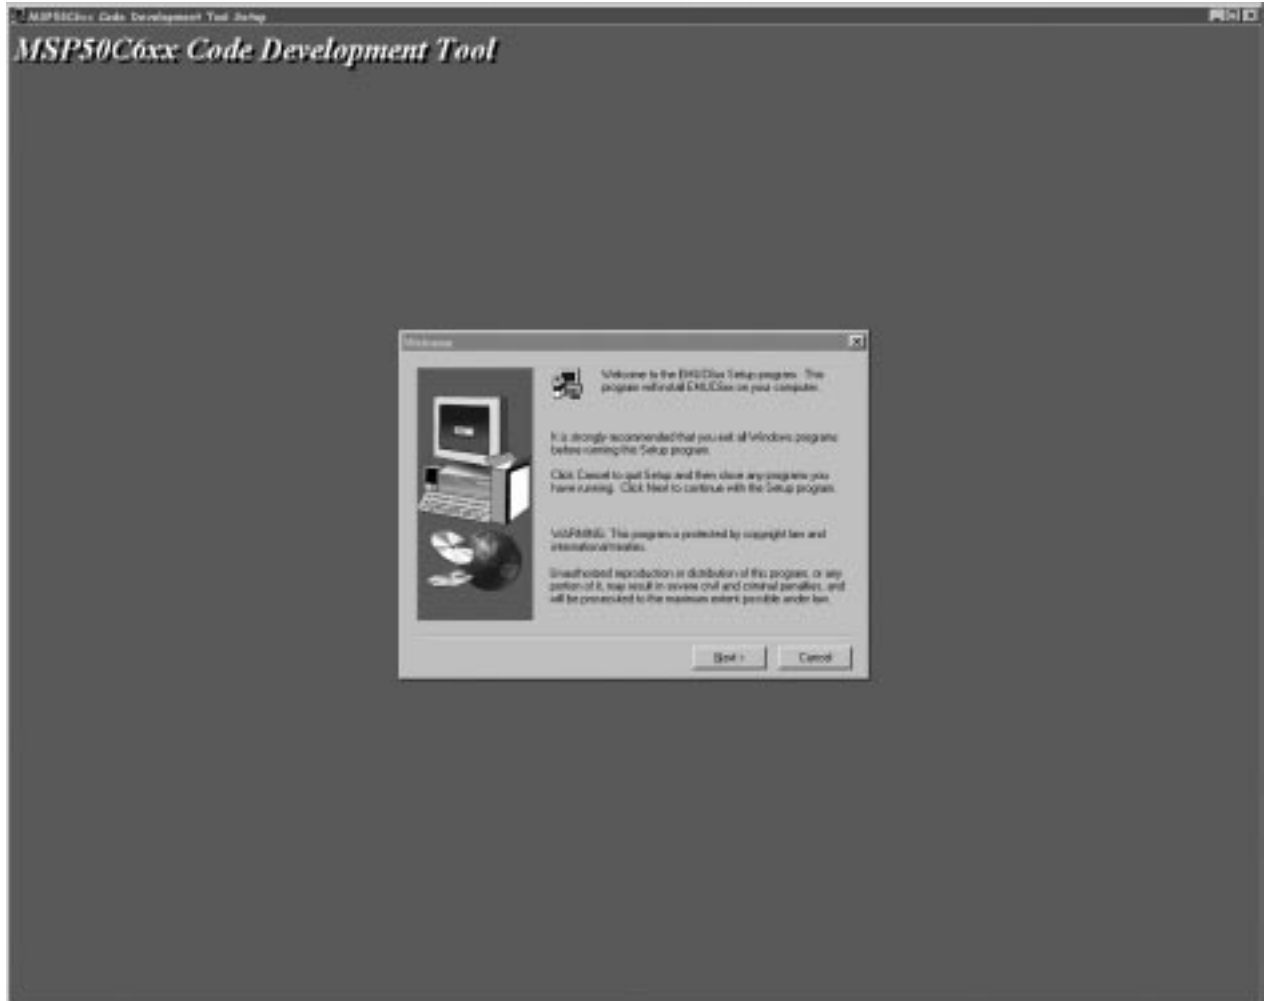 MSP50C6xx Code Development Tool Setup
MSP50C6xx Code Development Tool
Welcome
Welcome to the EMUC6xx Setup program. This
program will install EMUC6xx on your computer.
It is strongly recommended that you exit all Windows programs
before running this Setup program.
Click Cancel to quit Setup and then close any programs you
have running. Click Next to continue with the Setup program.
WARNING: This program is protected by copyright law and
international treaties.
Unauthorized reproduction or distribution of this program, or any
portion of it, may result in severe civil and criminal penalties, and
will be prosecuted to the maximum extent possible under law.
Next >
Cancel